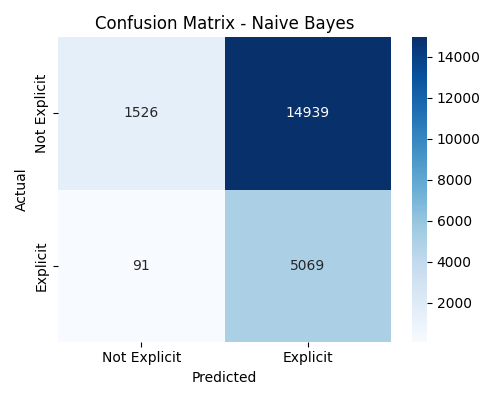 Confusion Matrix - Naive Bayes
Actual
Not Explicit
1526
14939
Explicit
91
5069
Not Explicit
Explicit
Predicted
14000
12000
10000
8000
6000
4000
2000